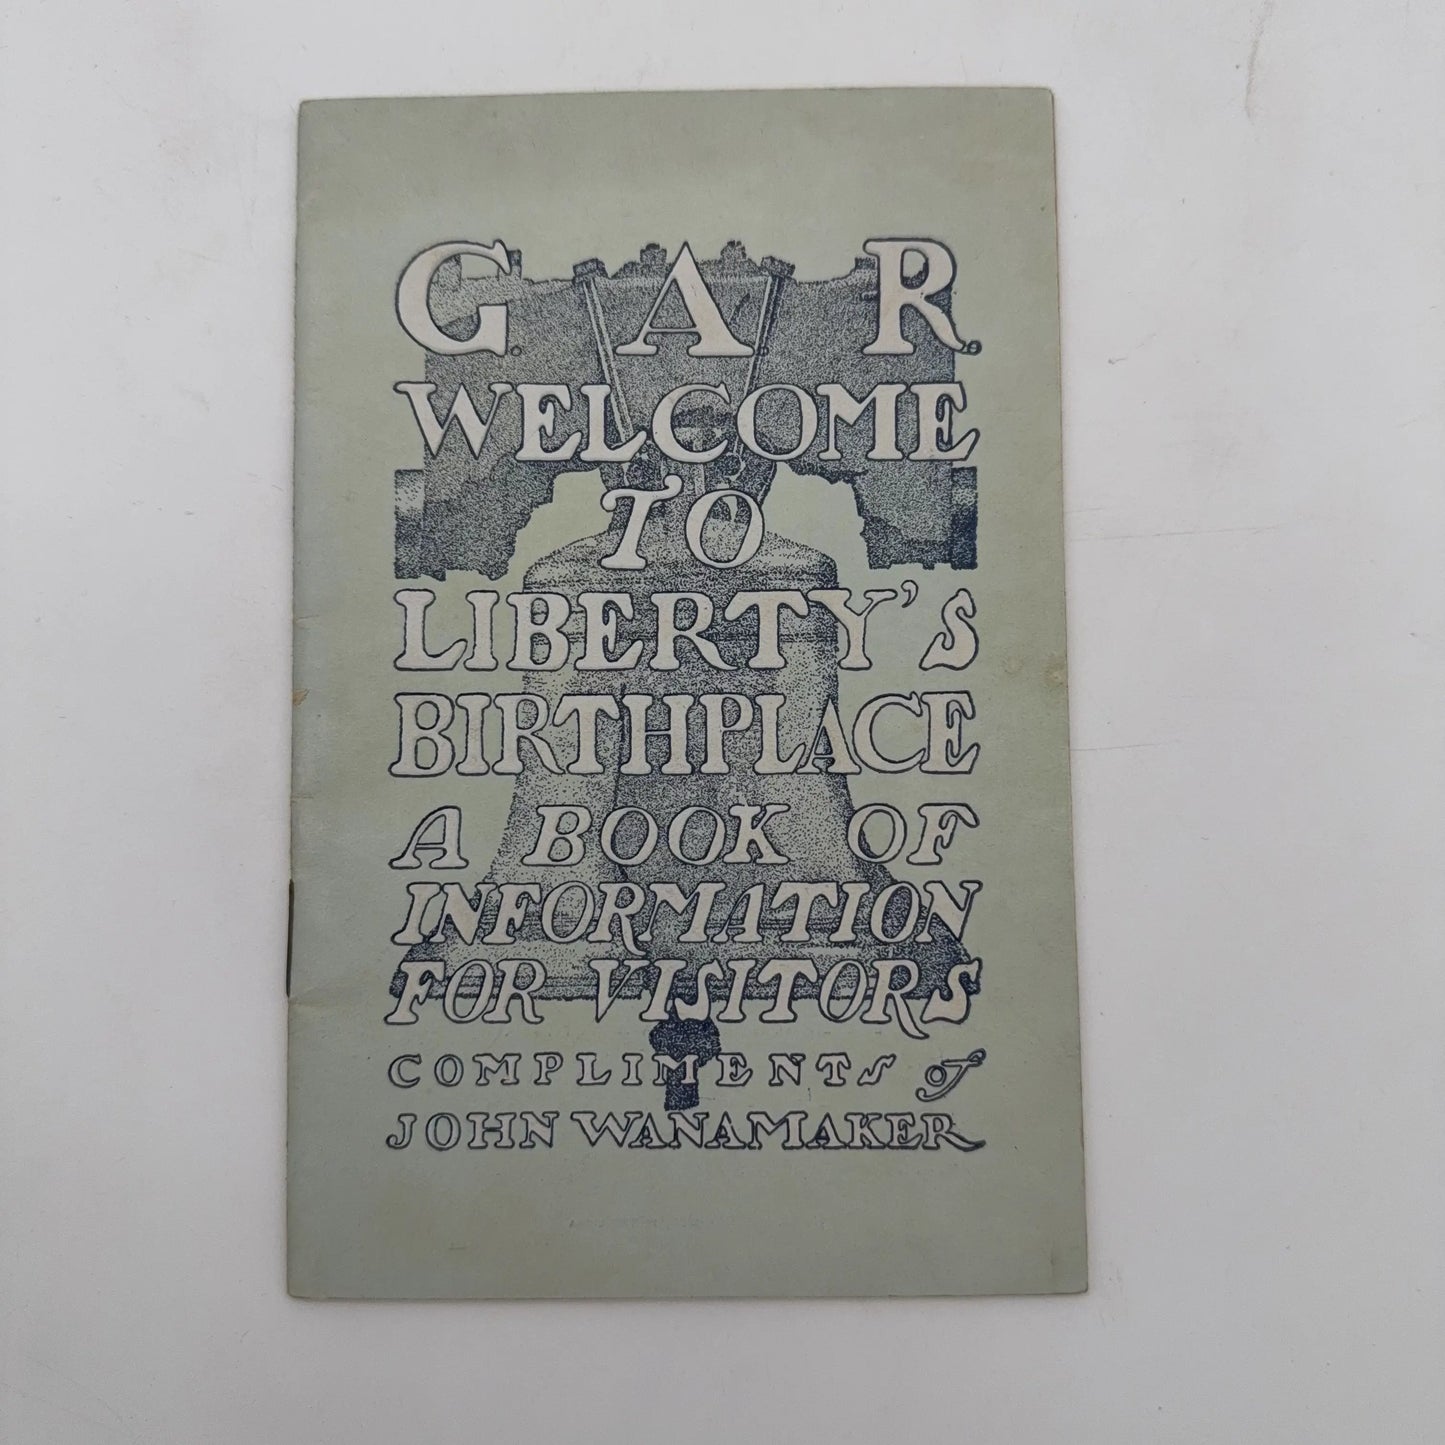 G. A. R.
WELCOME
TO
LIBERTY'S
BIRTHPLACE
A BOOK OF
INFORMATION
FOR VISITORS
COMPLIMENTS of
JOHN WANAMAKER